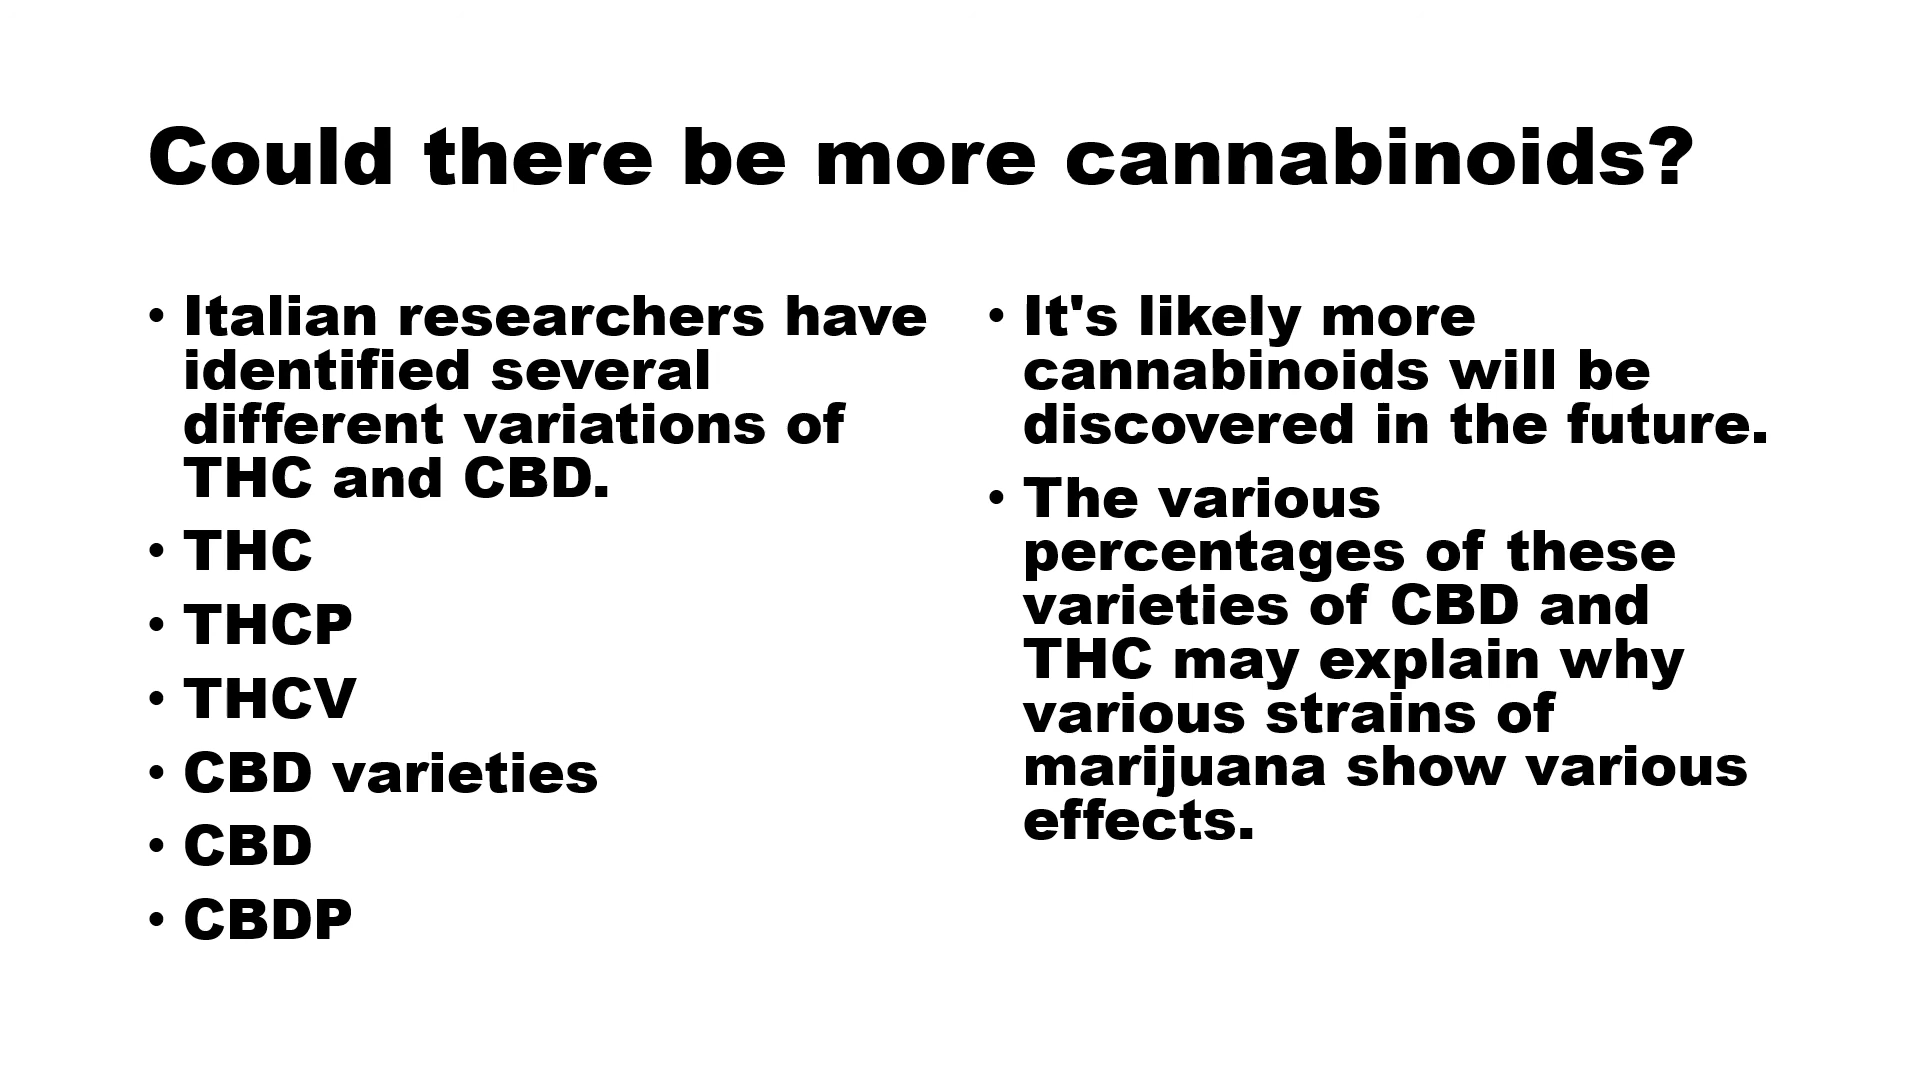 Could there be more cannabinoids?
• Italian researchers have
identified several
different variations of
THC and CBD.
• THC
• THCP
• THCV
• CBD varieties
• CBD
• CBDP
• It's likely more
cannabinoids will be
discovered in the future.
• The various
percentages of these
varieties of CBD and
THC may explain why
various strains of
marijuana show various
effects.